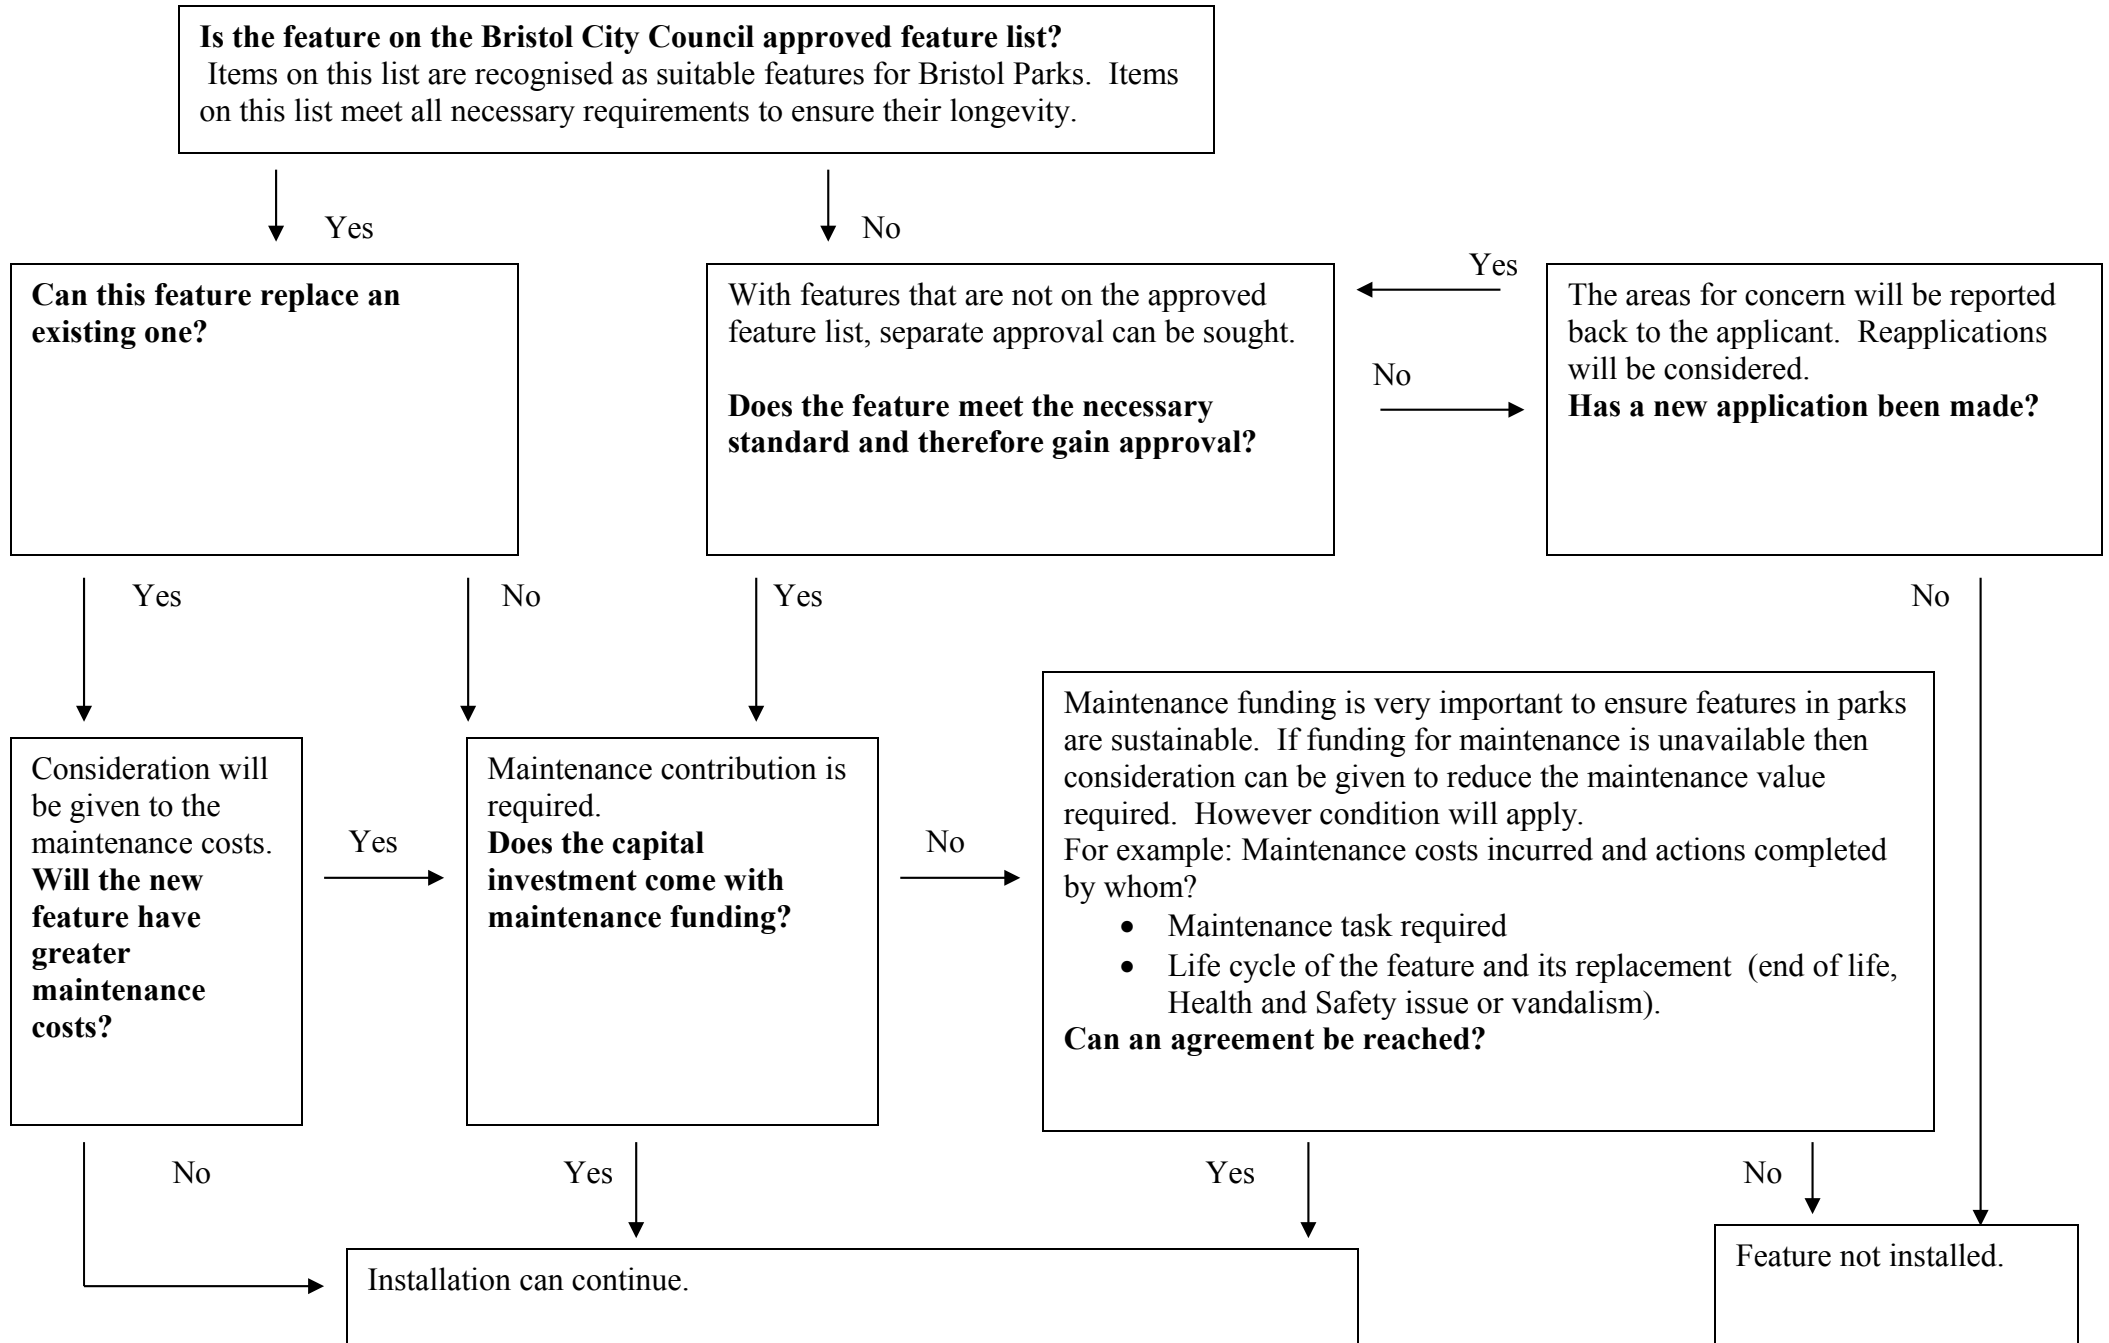 Is the feature on the Bristol City Council approved feature list?
Items on this list are recognised as suitable features for Bristol Parks.  Items
on this list meet all necessary requirements to ensure their longevity.
Yes
No
Can this feature replace an
existing one?
With features that are not on the approved
feature list, separate approval can be sought.
Does the feature meet the necessary
standard and therefore gain approval?
Yes
No
The areas for concern will be reported
back to the applicant.  Reapplications
will be considered.
Has a new application been made?
Yes
No
Yes
No
Consideration will
be given to the
maintenance costs.
Will the new
feature have
greater
maintenance
costs?
Yes
Maintenance contribution is
required.
Does the capital
investment come with
maintenance funding?
No
Maintenance funding is very important to ensure features in parks
are sustainable.  If funding for maintenance is unavailable then
consideration can be given to reduce the maintenance value
required.  However condition will apply.
For example: Maintenance costs incurred and actions completed
by whom?
• Maintenance task required
• Life cycle of the feature and its replacement  (end of life,
Health and Safety issue or vandalism).
Can an agreement be reached?
No
Yes
Yes
No
Installation can continue.
Feature not installed.